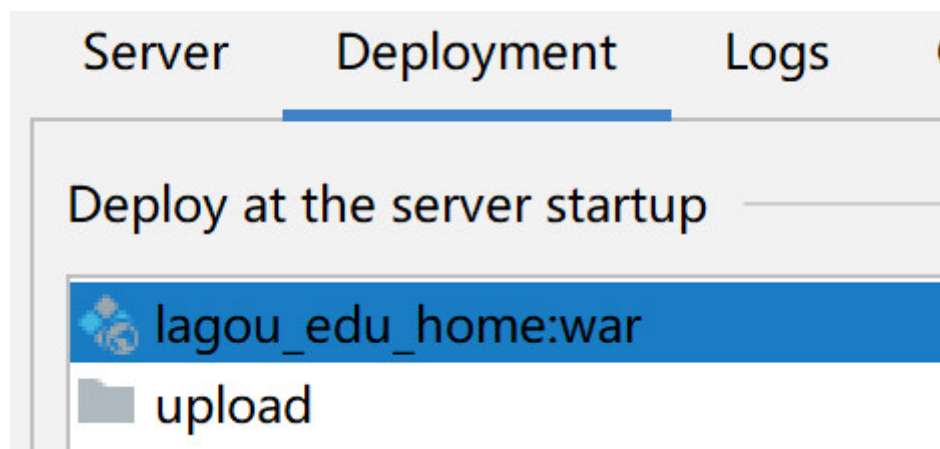 Server Deployment Logs
Deploy at the server startup
lagou_edu_home:war
upload